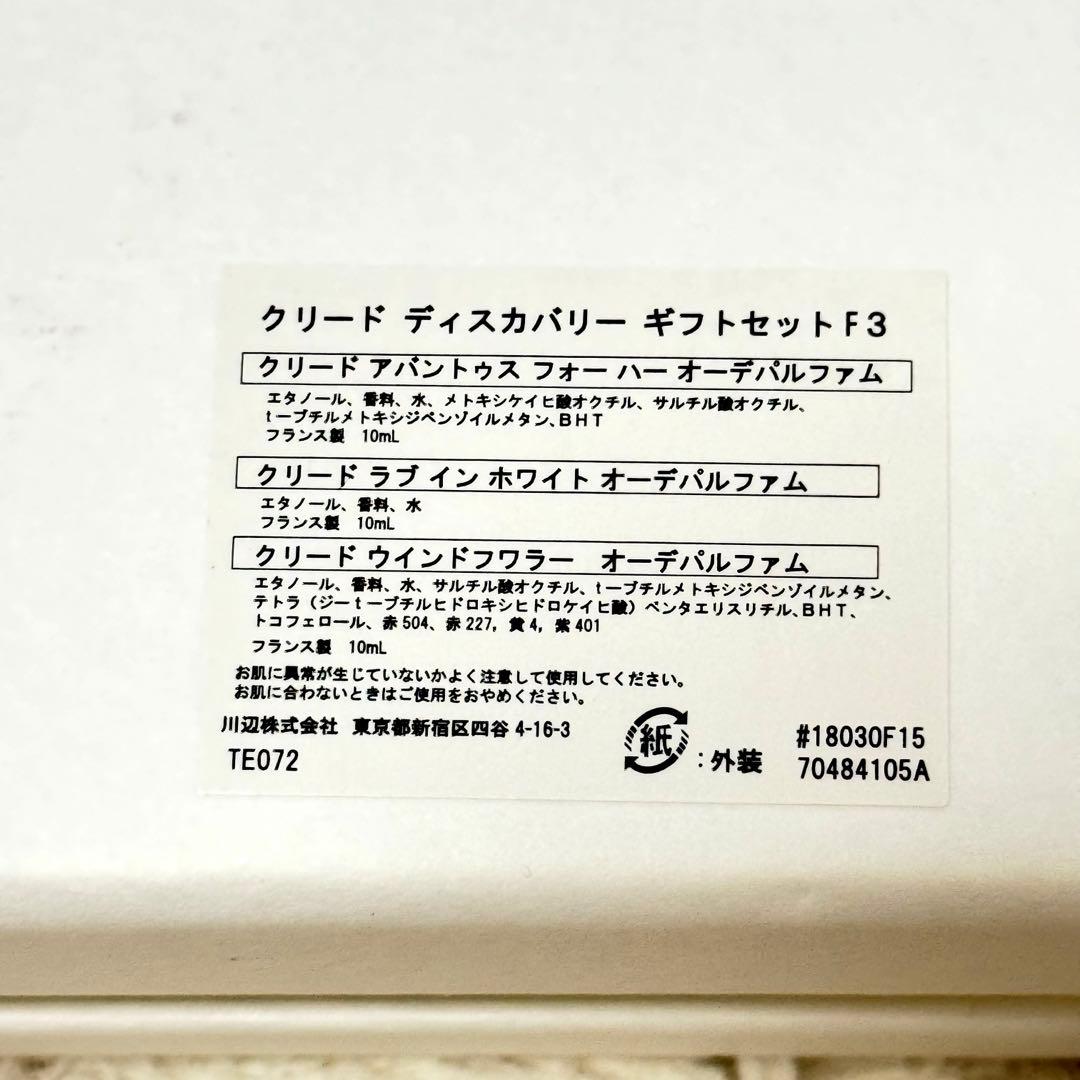 クリード ディスカバリー ギフトセットF3
クリード アバントゥス フォー ハー オーデパルファム
エタノール、香料、水、メトキシケイヒ酸オクチル、サルチル酸オクチル、
t－ブチルメトキシジベンゾイルメタン、BHT
フランス製 10mL
クリード ラブ イン ホワイト オーデパルファム
エタノール、香料、水
フランス製 10mL
クリード ウインドフワラー オーデパルファム
エタノール、香料、水、サルチル酸オクチル、t－ブチルメトキシジベンゾイルメタン、
テトラ（ジーt－ブチルヒドロキシヒドロケイヒ酸）ペンタエリスリチル、BHT、
トコフェロール、赤504、赤227，黄4，紫401
フランス製 10mL
お肌に異常が生じていないかよく注意して使用してください。
お肌に合わないときはご使用をおやめください。
川辺株式会社 東京都新宿区四谷 4-16-3
TE072
紙：外装
#18030F15
70484105A